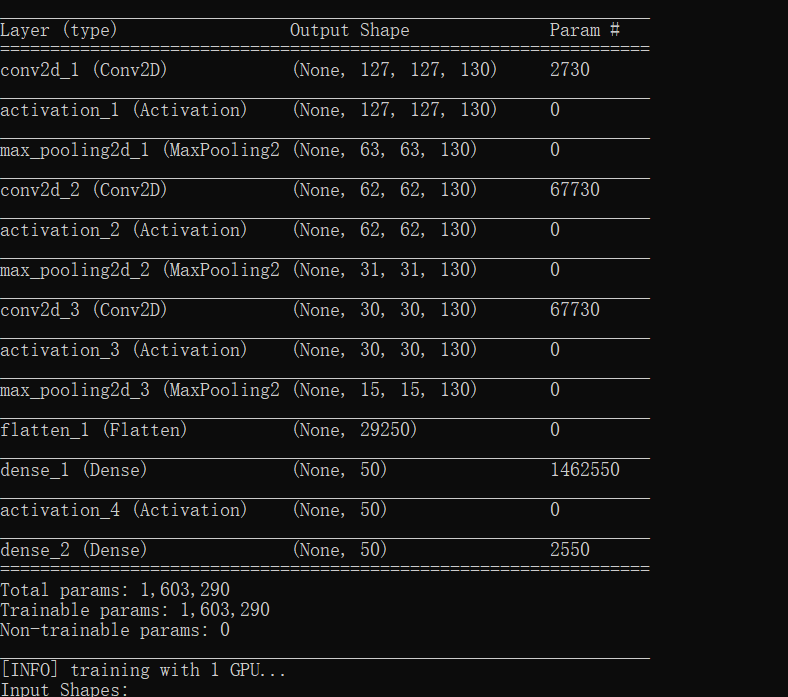 Layer (type)                 Output Shape              Param #
=================================================================
conv2d_1 (Conv2D)            (None, 127, 127, 130)     2730
activation_1 (Activation)    (None, 127, 127, 130)     0
max_pooling2d_1 (MaxPooling2 (None, 63, 63, 130)       0
conv2d_2 (Conv2D)            (None, 62, 62, 130)       67730
activation_2 (Activation)    (None, 62, 62, 130)       0
max_pooling2d_2 (MaxPooling2 (None, 31, 31, 130)       0
conv2d_3 (Conv2D)            (None, 30, 30, 130)       67730
activation_3 (Activation)    (None, 30, 30, 130)       0
max_pooling2d_3 (MaxPooling2 (None, 15, 15, 130)       0
flatten_1 (Flatten)          (None, 29250)             0
dense_1 (Dense)              (None, 50)                1462550
activation_4 (Activation)    (None, 50)                0
dense_2 (Dense)              (None, 50)                2550
=================================================================
Total params: 1,603,290
Trainable params: 1,603,290
Non-trainable params: 0
[INFO] training with 1 GPU...
Input Shapes: